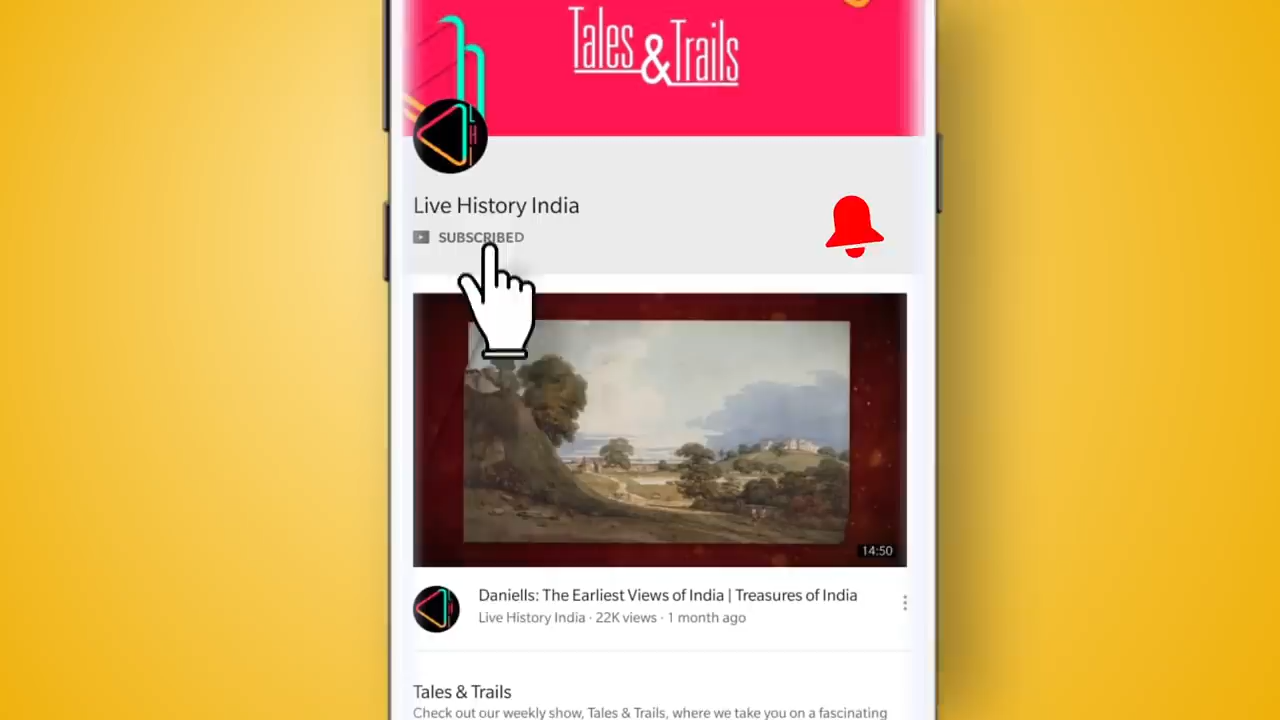 Tales & Trails
Live History India
SUBSCRIBED
14:50
Daniells: The Earliest Views of India | Treasures of India
Live History India · 22K views · 1 month ago
Tales & Trails
Check out our weekly show, Tales & Trails, where we take you on a fascinating